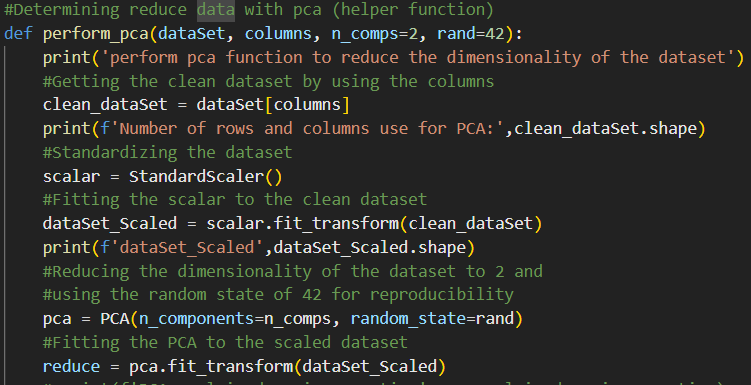 #Determining reduce data with pca (helper function)
def perform_pca(dataSet, columns, n_comps=2, rand=42):
    print('perform pca function to reduce the dimensionality of the dataset')
    #Getting the clean dataset by using the columns
    clean_dataSet = dataSet[columns]
    print(f'Number of rows and columns use for PCA:',clean_dataSet.shape)
    #Standardizing the dataset
    scalar = StandardScaler()
    #Fitting the scalar to the clean dataset
    dataSet_Scaled = scalar.fit_transform(clean_dataSet)
    print(f'dataSet_Scaled',dataSet_Scaled.shape)
    #Reducing the dimensionality of the dataset to 2 and
    #using the random state of 42 for reproducibility
    pca = PCA(n_components=n_comps, random_state=rand)
    #Fitting the PCA to the scaled dataset
    reduce = pca.fit_transform(dataSet_Scaled)